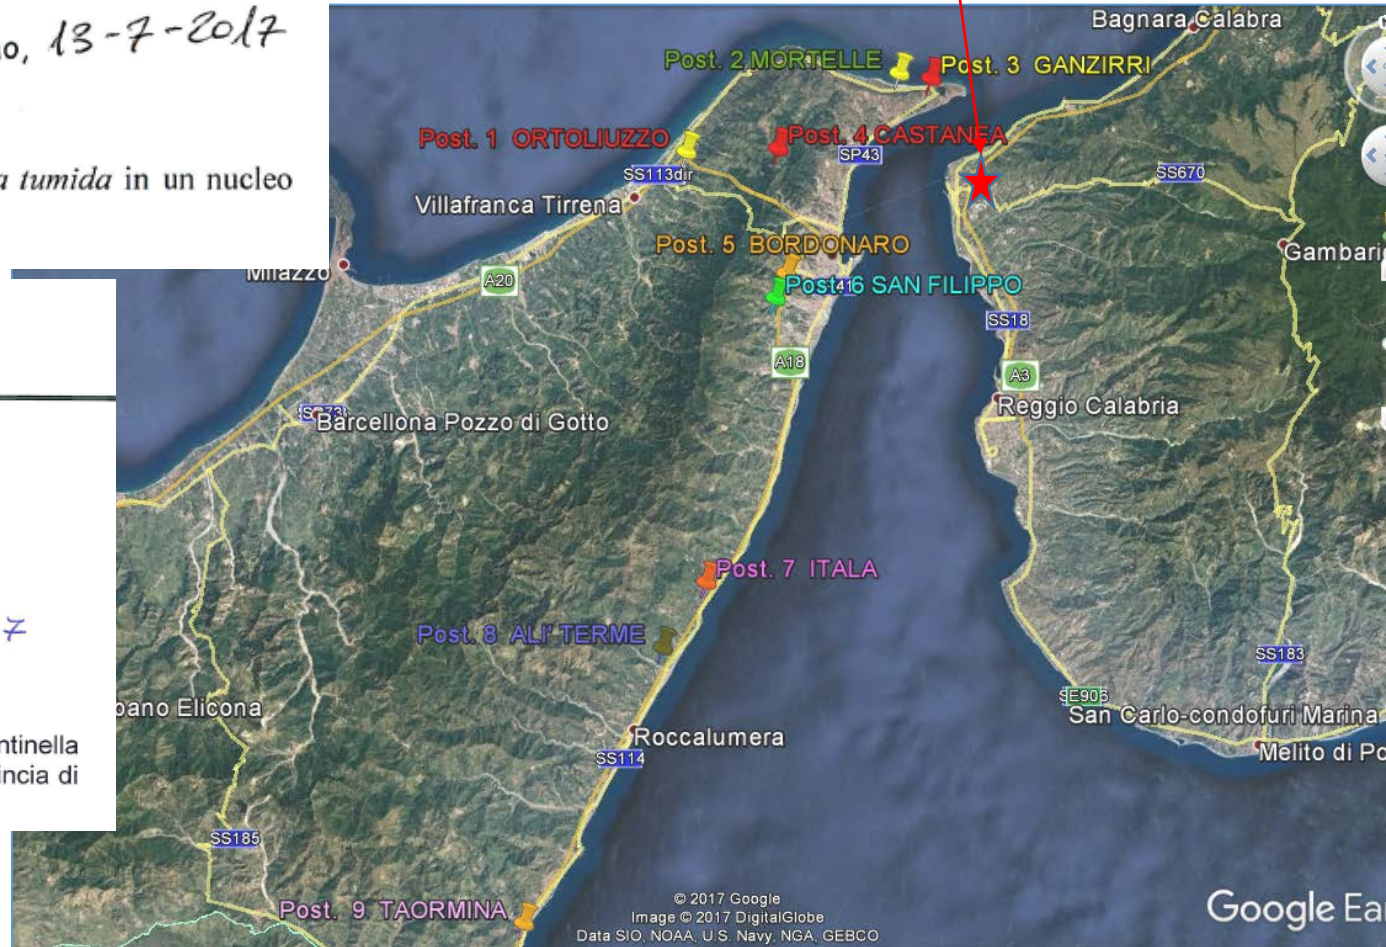 13-7-2017
tumida in un nucleo
7
ntinella
incia di
Bagnara Calabra
Post. 2 MORTELLE
Post. 3 GANZIRRI
Post. 1 ORTOLIUZZO
Post. 4 CASTANEA
SP43
SS113dir
SS670
Villafranca Tirrena
Post. 5 BORDONARO
Milazzo
A20
Post. 6 SAN FILIPPO
SS18
A18
A3
Reggio Calabria
Barcellona Pozzo di Gotto
Post. 7 ITALA
Post. 8 ALI' TERME
SS183
bano Elicona
E906
San Carlo-condofuri Marina
Roccalumera
Melito di Po
SS114
SS185
Post. 9 TAORMINA
© 2017 Google
Image © 2017 DigitalGlobe
Data SIO, NOAA, U.S. Navy, NGA, GEBCO
Google Ear